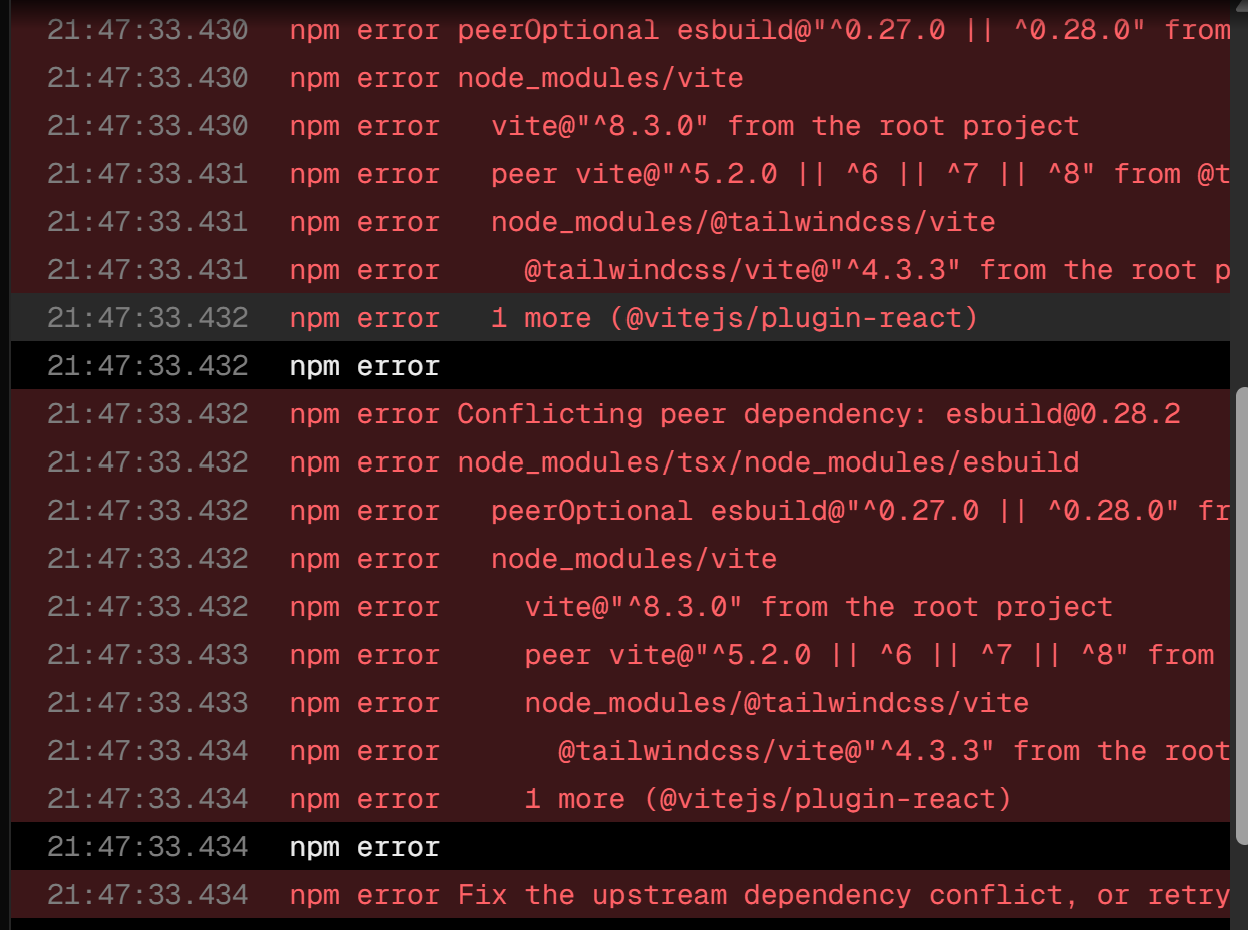 21:47:33.430 npm error peerOptional esbuild@"^0.27.0 || ^0.28.0" from
21:47:33.430 npm error node_modules/vite
21:47:33.430 npm error   vite@"^8.3.0" from the root project
21:47:33.431 npm error   peer vite@"^5.2.0 || ^6 || ^7 || ^8" from @t
21:47:33.431 npm error   node_modules/@tailwindcss/vite
21:47:33.431 npm error     @tailwindcss/vite@"^4.3.3" from the root p
21:47:33.432 npm error   1 more (@vitejs/plugin-react)
21:47:33.432 npm error
21:47:33.432 npm error Conflicting peer dependency: esbuild@0.28.2
21:47:33.432 npm error node_modules/tsx/node_modules/esbuild
21:47:33.432 npm error   peerOptional esbuild@"^0.27.0 || ^0.28.0" fr
21:47:33.432 npm error   node_modules/vite
21:47:33.432 npm error     vite@"^8.3.0" from the root project
21:47:33.433 npm error     peer vite@"^5.2.0 || ^6 || ^7 || ^8" from
21:47:33.433 npm error     node_modules/@tailwindcss/vite
21:47:33.434 npm error       @tailwindcss/vite@"^4.3.3" from the root
21:47:33.434 npm error     1 more (@vitejs/plugin-react)
21:47:33.434 npm error
21:47:33.434 npm error Fix the upstream dependency conflict, or retry